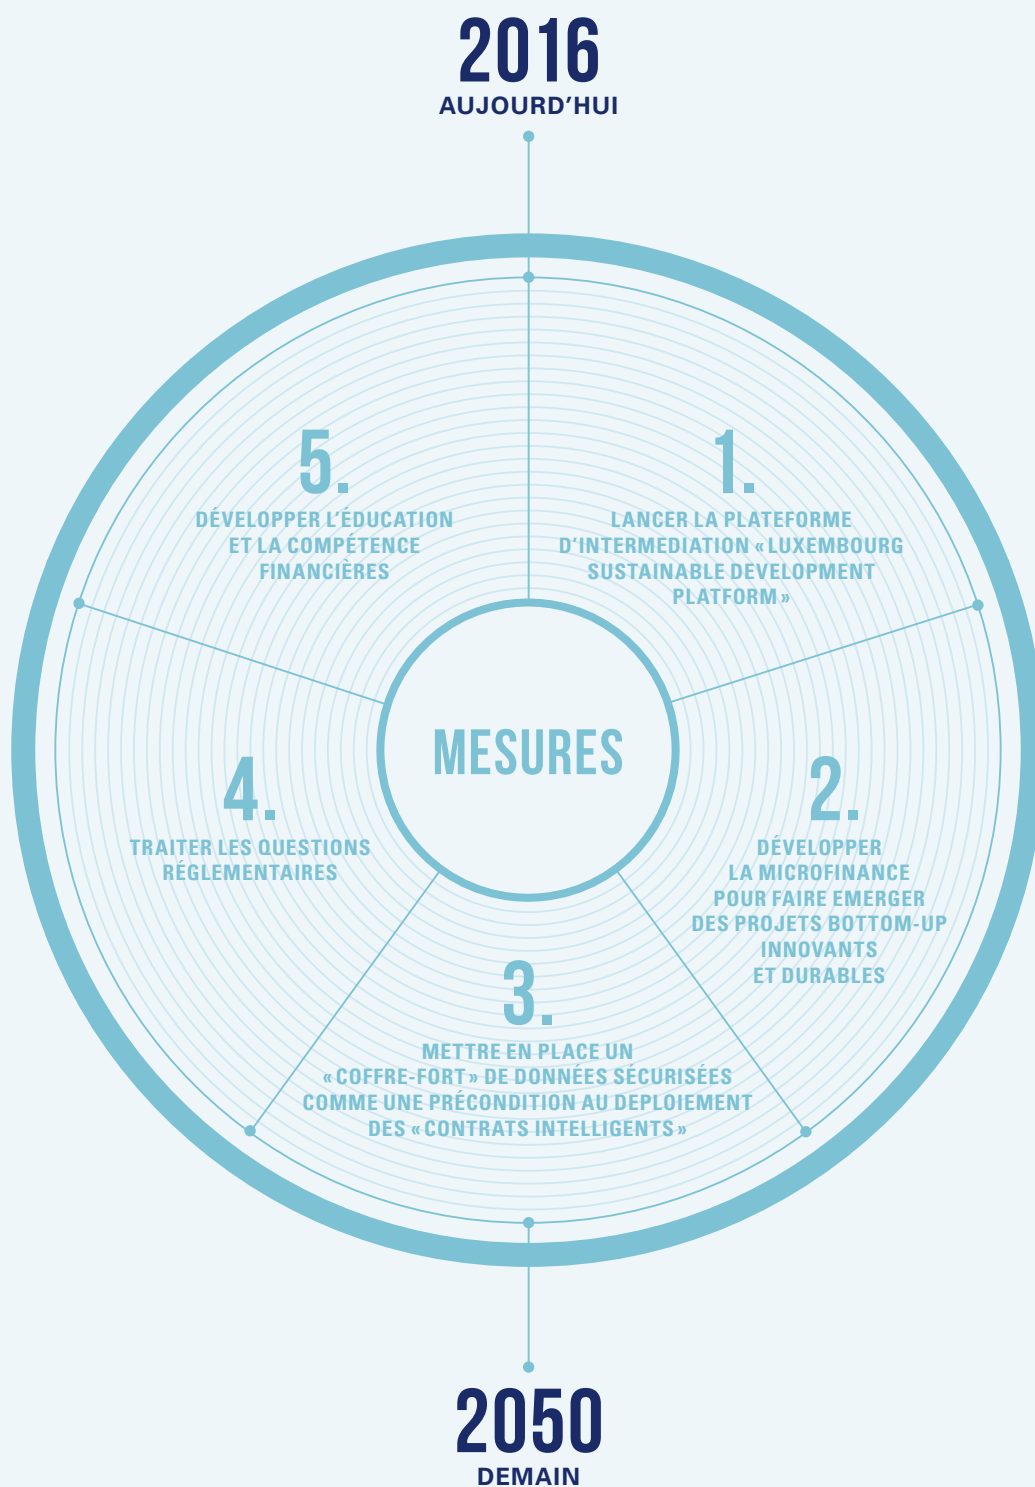 2016
AUJOURD'HUI
1.
LANCER LA PLATEFORME
D'INTERMEDIATION «LUXEMBOURG
SUSTAINABLE DEVELOPMENT
PLATFORM»
2.
DÉVELOPPER
LA MICROFINANCE
POUR FAIRE EMERGER
DES PROJETS BOTTOM-UP
INNOVANTS
ET DURABLES
3.
METTRE EN PLACE UN
«COFFRE-FORT» DE DONNÉES SÉCURISÉES
COMME UNE PRÉCONDITION AU DEPLOIEMENT
DES «CONTRATS INTELLIGENTS»
4.
TRAITER LES QUESTIONS
RÉGLEMENTAIRES
5.
DÉVELOPPER L'ÉDUCATION
ET LA COMPÉTENCE
FINANCIÈRES
MESURES
2050
DEMAIN